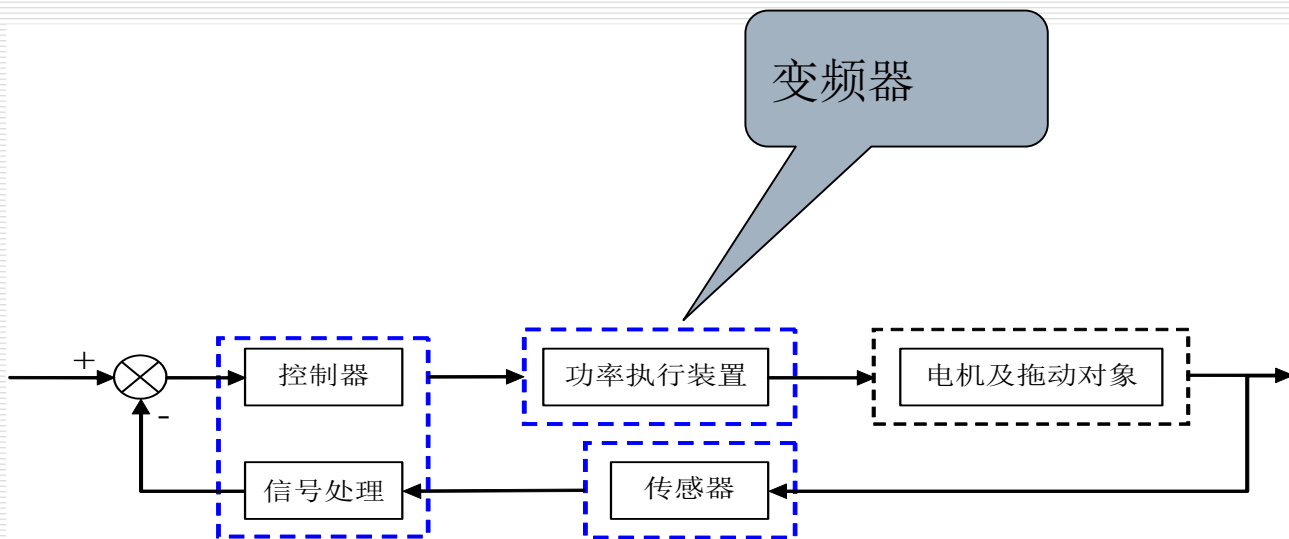 变频器
+
控制器
功率执行装置
电机及拖动对象
-
信号处理
传感器